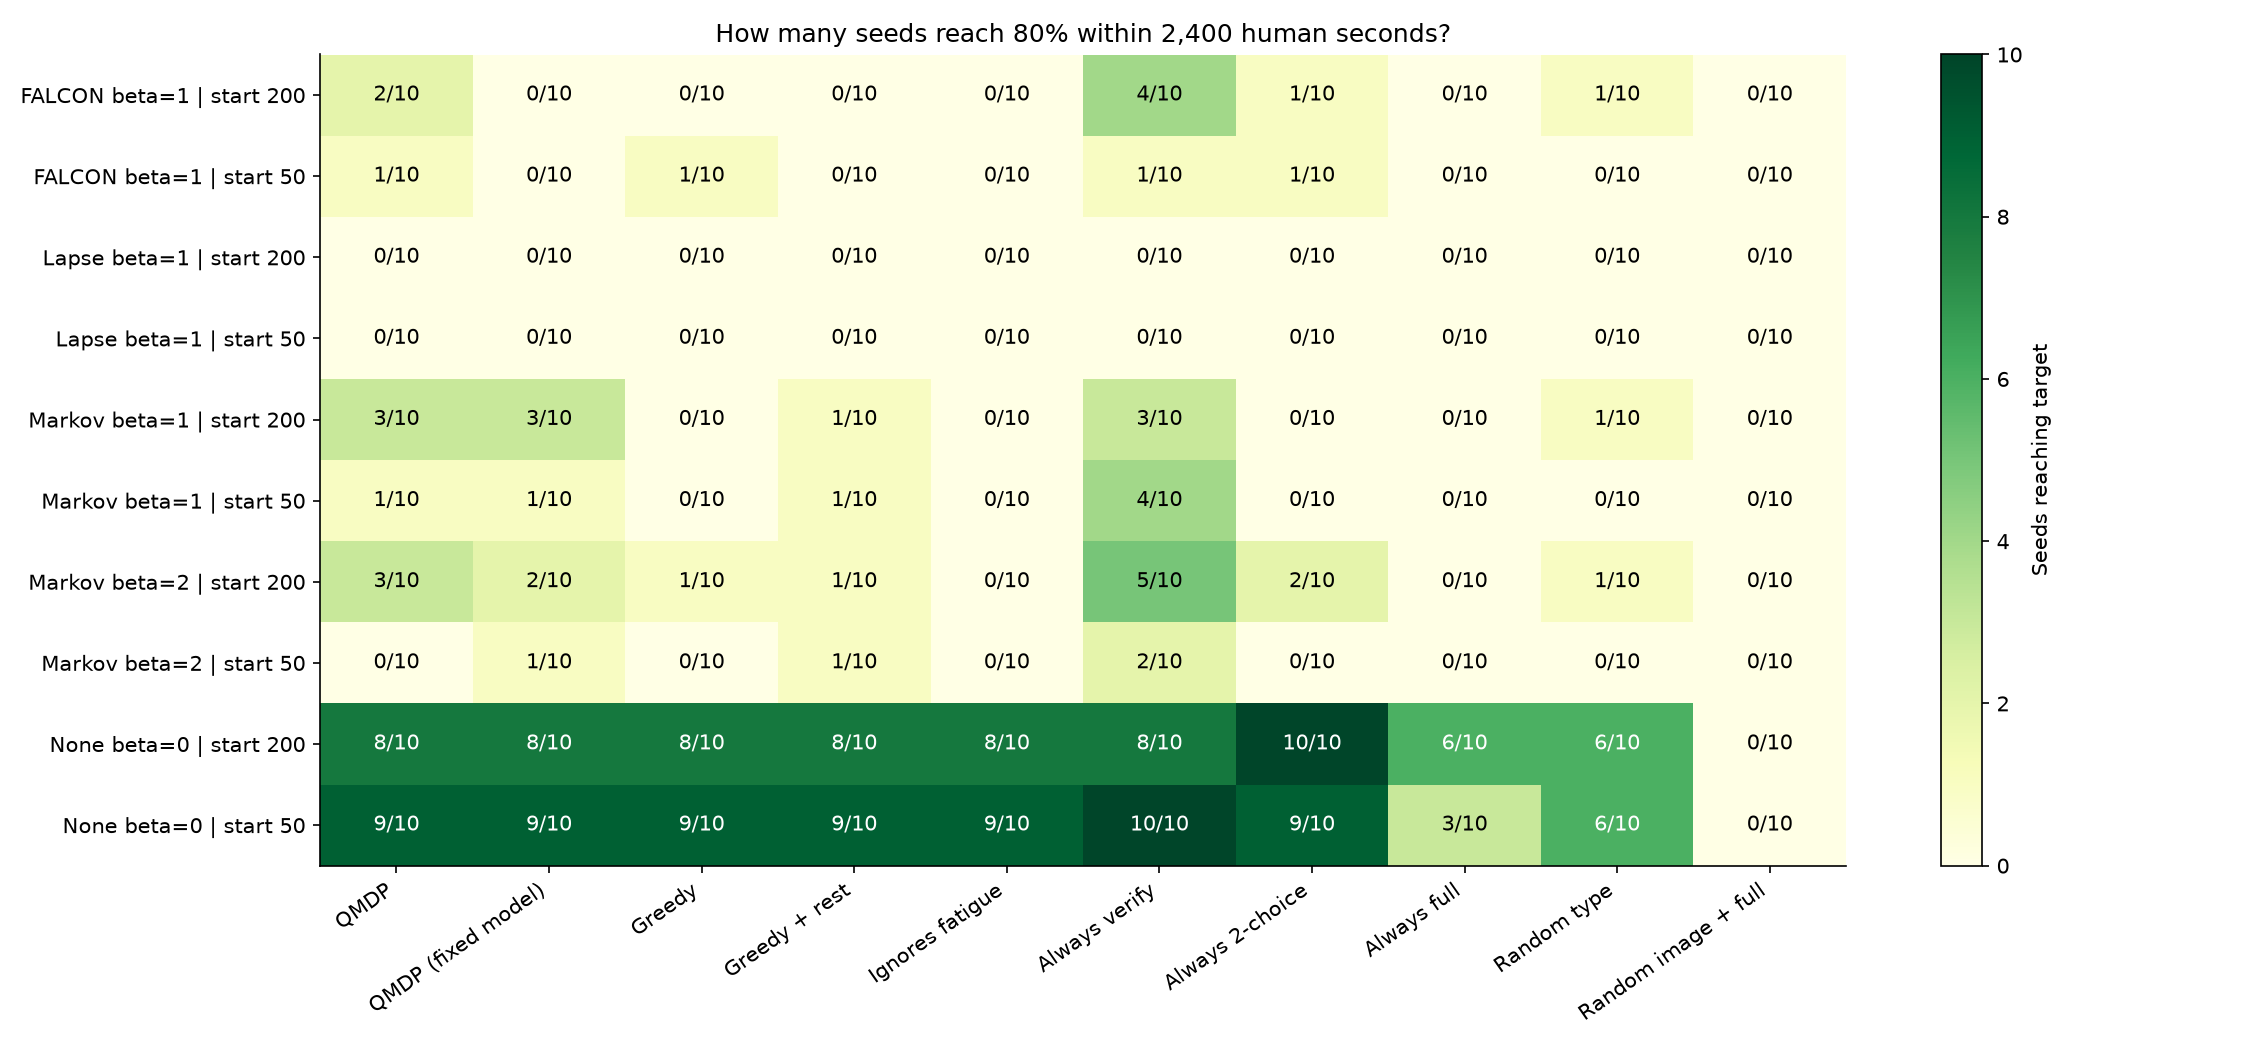 How many seeds reach 80% within 2,400 human seconds?
FALCON beta=1 | start 200 2/10 0/10 0/10 0/10 0/10 4/10 1/10 0/10 1/10 0/10
FALCON beta=1 | start 50 1/10 0/10 1/10 0/10 0/10 1/10 1/10 0/10 0/10 0/10
Lapse beta=1 | start 200 0/10 0/10 0/10 0/10 0/10 0/10 0/10 0/10 0/10 0/10
Lapse beta=1 | start 50 0/10 0/10 0/10 0/10 0/10 0/10 0/10 0/10 0/10 0/10
Markov beta=1 | start 200 3/10 3/10 0/10 1/10 0/10 3/10 0/10 0/10 1/10 0/10
Markov beta=1 | start 50 1/10 1/10 0/10 1/10 0/10 4/10 0/10 0/10 0/10 0/10
Markov beta=2 | start 200 3/10 2/10 1/10 1/10 0/10 5/10 2/10 0/10 1/10 0/10
Markov beta=2 | start 50 0/10 1/10 0/10 1/10 0/10 2/10 0/10 0/10 0/10 0/10
None beta=0 | start 200 8/10 8/10 8/10 8/10 8/10 8/10 10/10 6/10 6/10 0/10
None beta=0 | start 50 9/10 9/10 9/10 9/10 9/10 10/10 9/10 3/10 6/10 0/10
QMDP
QMDP (fixed model)
Greedy
Greedy + rest
Ignores fatigue
Always verify
Always 2-choice
Always full
Random type
Random image + full
10
8
6
4
2
0
Seeds reaching target